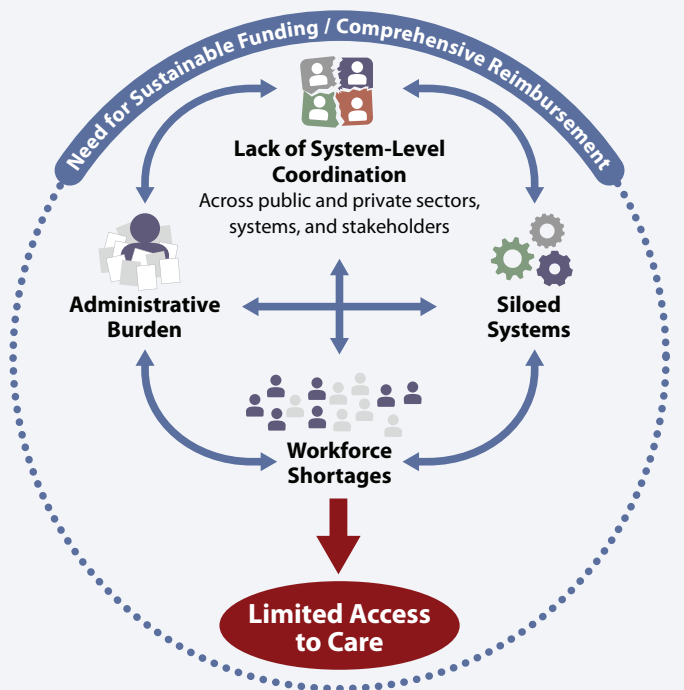 Need for Sustainable Funding / Comprehensive Reimbursement
Lack of System-Level
Coordination
Across public and private sectors,
systems, and stakeholders
Administrative
Burden
Siloed
Systems
Workforce
Shortages
Limited Access
to Care